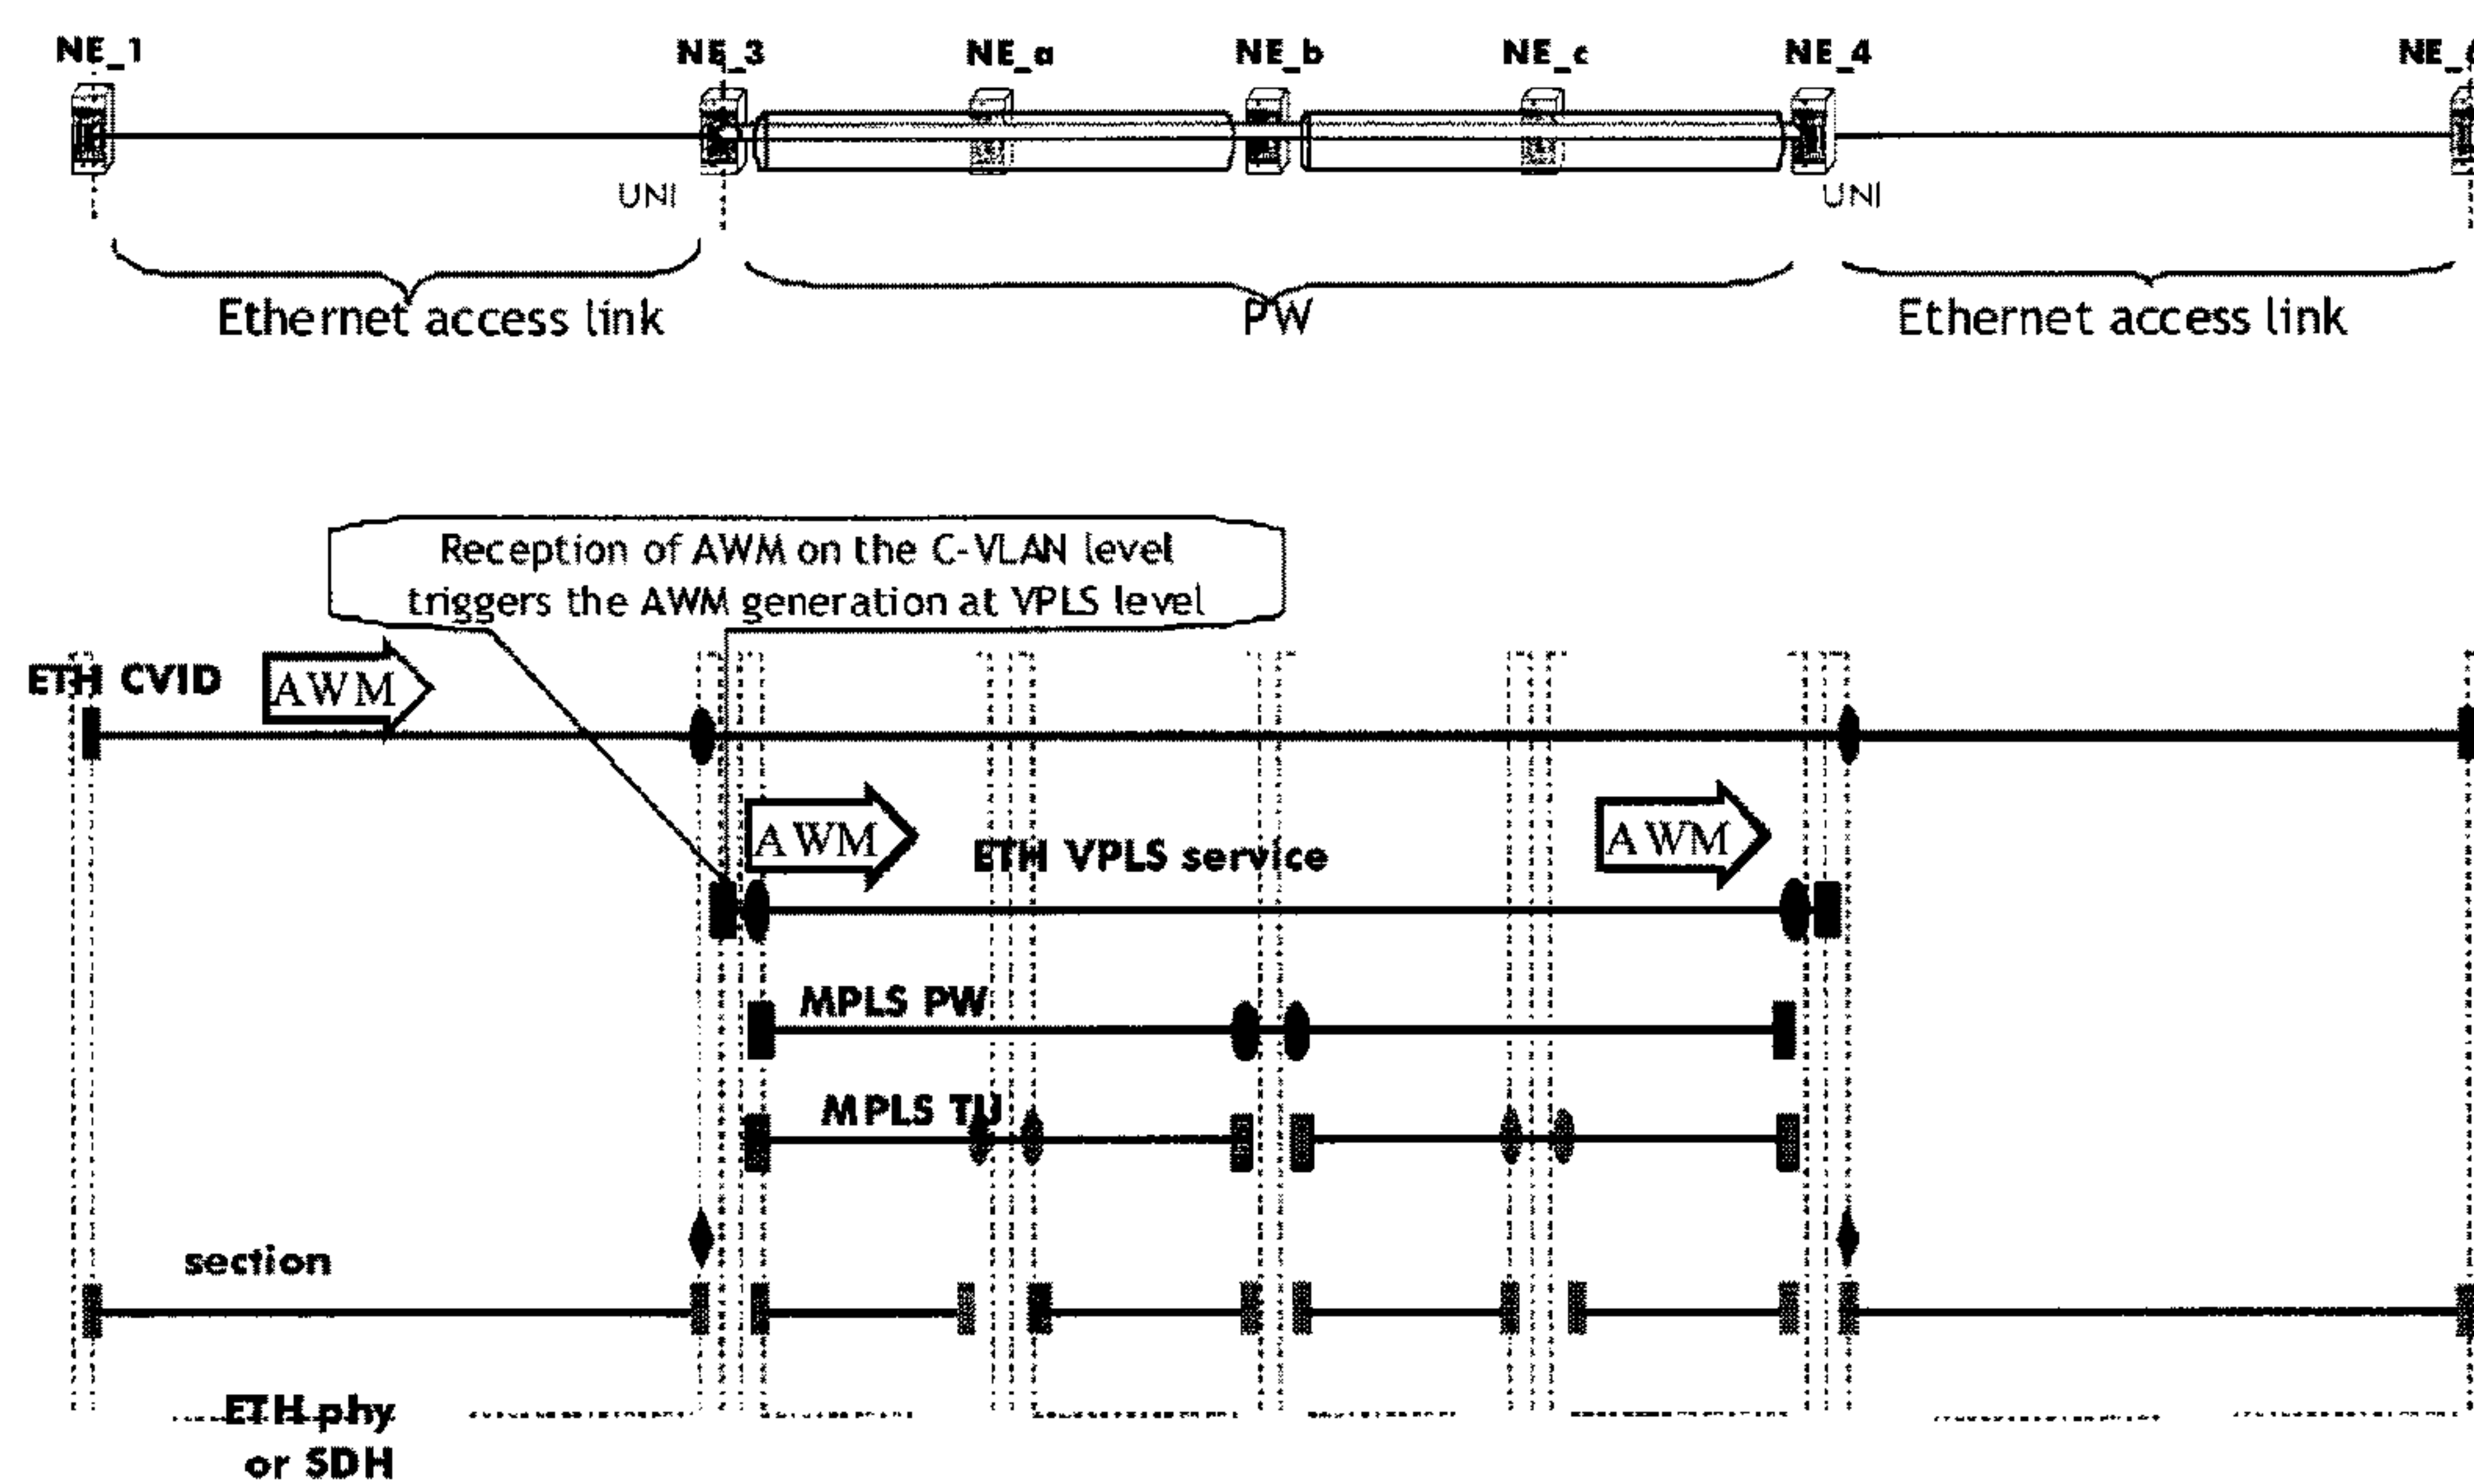 NE_1
NE_3
NE_a
NE_b
NE_c
NE_4
UNI
UNI
Ethernet access link
PW
Ethernet access link
Reception of AWM on the C-VLAN level
triggers the AWM generation at VPLS level
ETH CVID
AWM
AWM
ETH VPLS service
AWM
MPLS PW
MPLS TU
section
ETH phy
or SDH